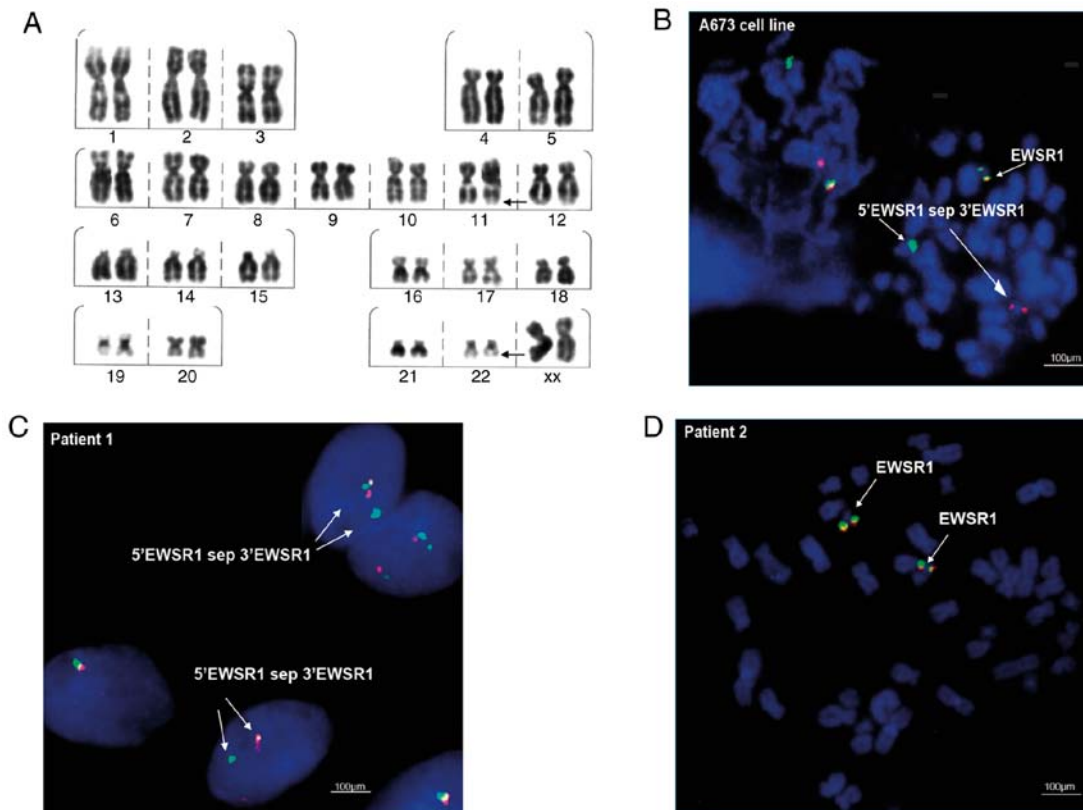 A
1 2 3 4 5
6 7 8 9 10 11 12
13 14 15 16 17 18
19 20 21 22 xx
B
A673 cell line
EWSR1
5'EWSR1 sep 3'EWSR1
100µm
C
Patient 1
5'EWSR1 sep 3'EWSR1
5'EWSR1 sep 3'EWSR1
100µm
D
Patient 2
EWSR1
EWSR1
100µm